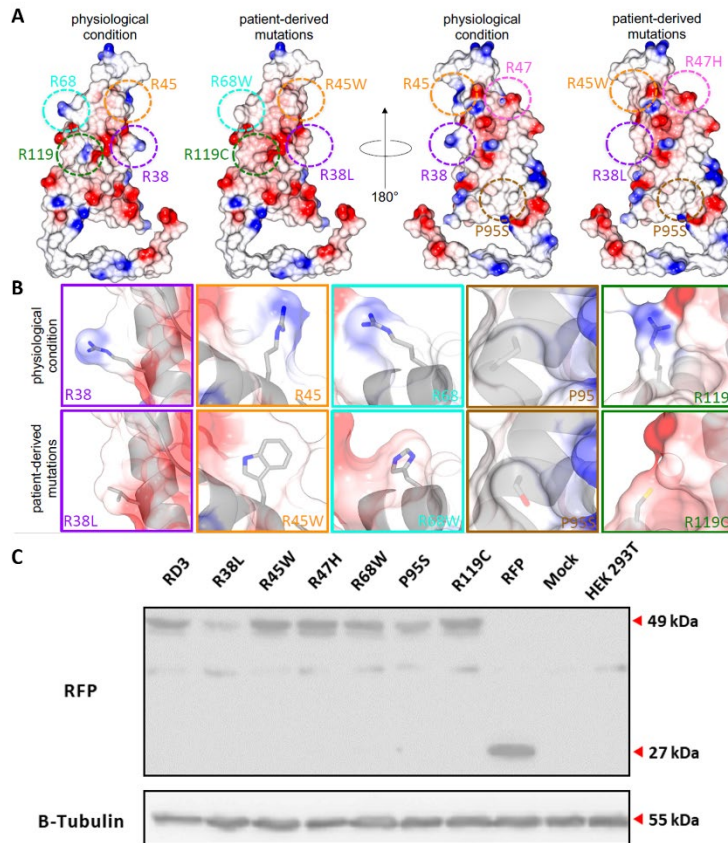 A
physiological
condition
patient-derived
mutations
physiological
condition
patient-derived
mutations
R68
R45
R68W
R45W
R45
R47
R45W
R47H
R119
R38
R119C
R38L
R38
R38L
180°
P95S
P95S
B
physiological
condition
R38
R45
R68
P95
R119
patient-derived
mutations
R38L
R45W
R68W
P95S
R119C
C
RD3
R38L
R45W
R47H
R68W
P95S
R119C
RFP
Mock
HEK 293T
RFP
49 kDa
27 kDa
B-Tubulin
55 kDa